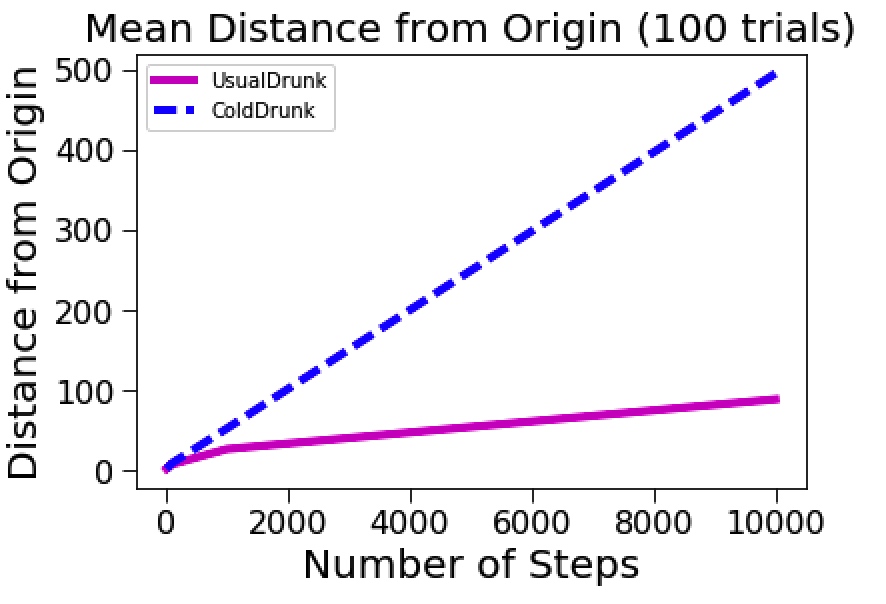 Mean Distance from Origin (100 trials)
UsualDrunk
ColdDrunk
Distance from Origin
500
400
300
200
100
0
0 2000 4000 6000 8000 10000
Number of Steps